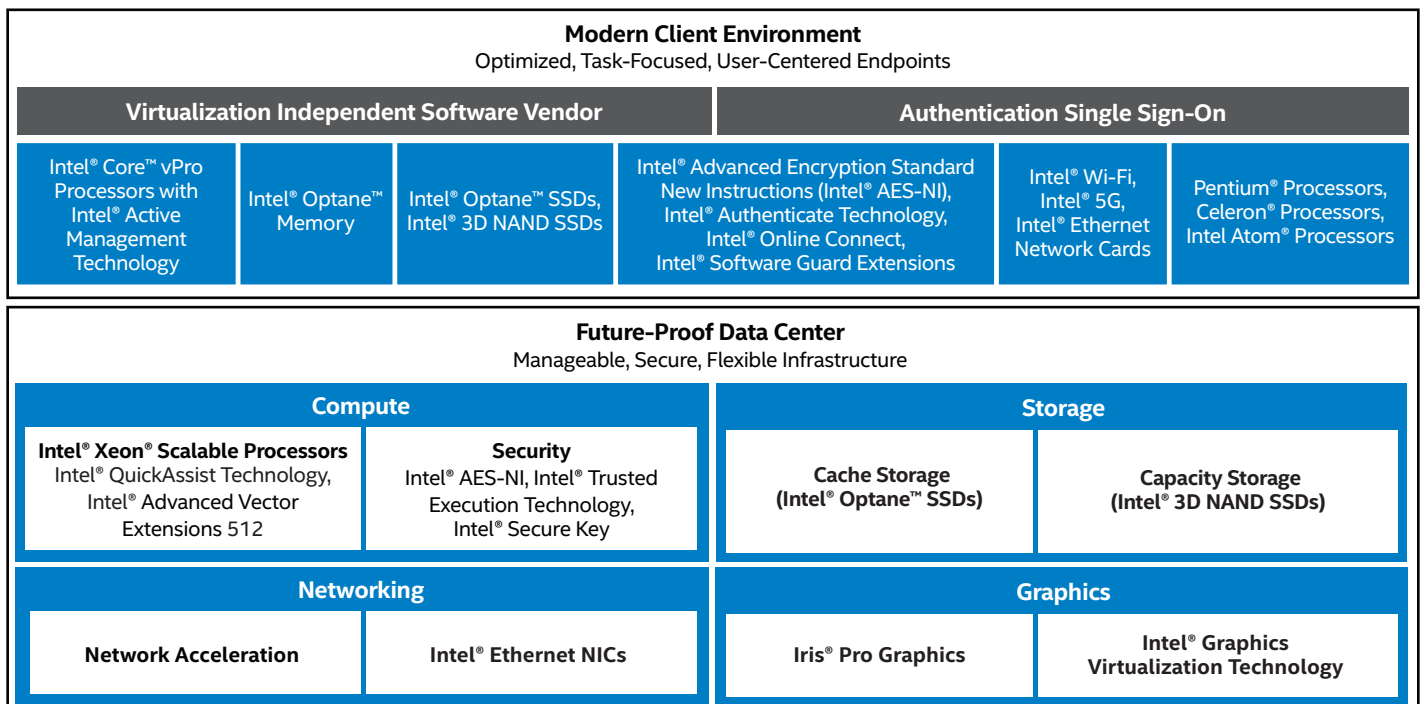 Modern Client Environment
Optimized, Task-Focused, User-Centered Endpoints
Virtualization Independent Software Vendor
Authentication Single Sign-On
Intel® Core™ vPro
Processors with
Intel® Active
Management
Technology
Intel® Optane™
Memory
Intel® Optane™ SSDs,
Intel® 3D NAND SSDs
Intel® Advanced Encryption Standard
New Instructions (Intel® AES-NI),
Intel® Authenticate Technology,
Intel® Online Connect,
Intel® Software Guard Extensions
Intel® Wi-Fi,
Intel® 5G,
Intel® Ethernet
Network Cards
Pentium® Processors,
Celeron® Processors,
Intel Atom® Processors
Future-Proof Data Center
Manageable, Secure, Flexible Infrastructure
Compute
Intel® Xeon® Scalable Processors
Intel® QuickAssist Technology,
Intel® Advanced Vector
Extensions 512
Security
Intel® AES-NI, Intel® Trusted
Execution Technology,
Intel® Secure Key
Storage
Cache Storage
(Intel® Optane™ SSDs)
Capacity Storage
(Intel® 3D NAND SSDs)
Networking
Network Acceleration
Intel® Ethernet NICs
Graphics
Iris® Pro Graphics
Intel® Graphics
Virtualization Technology